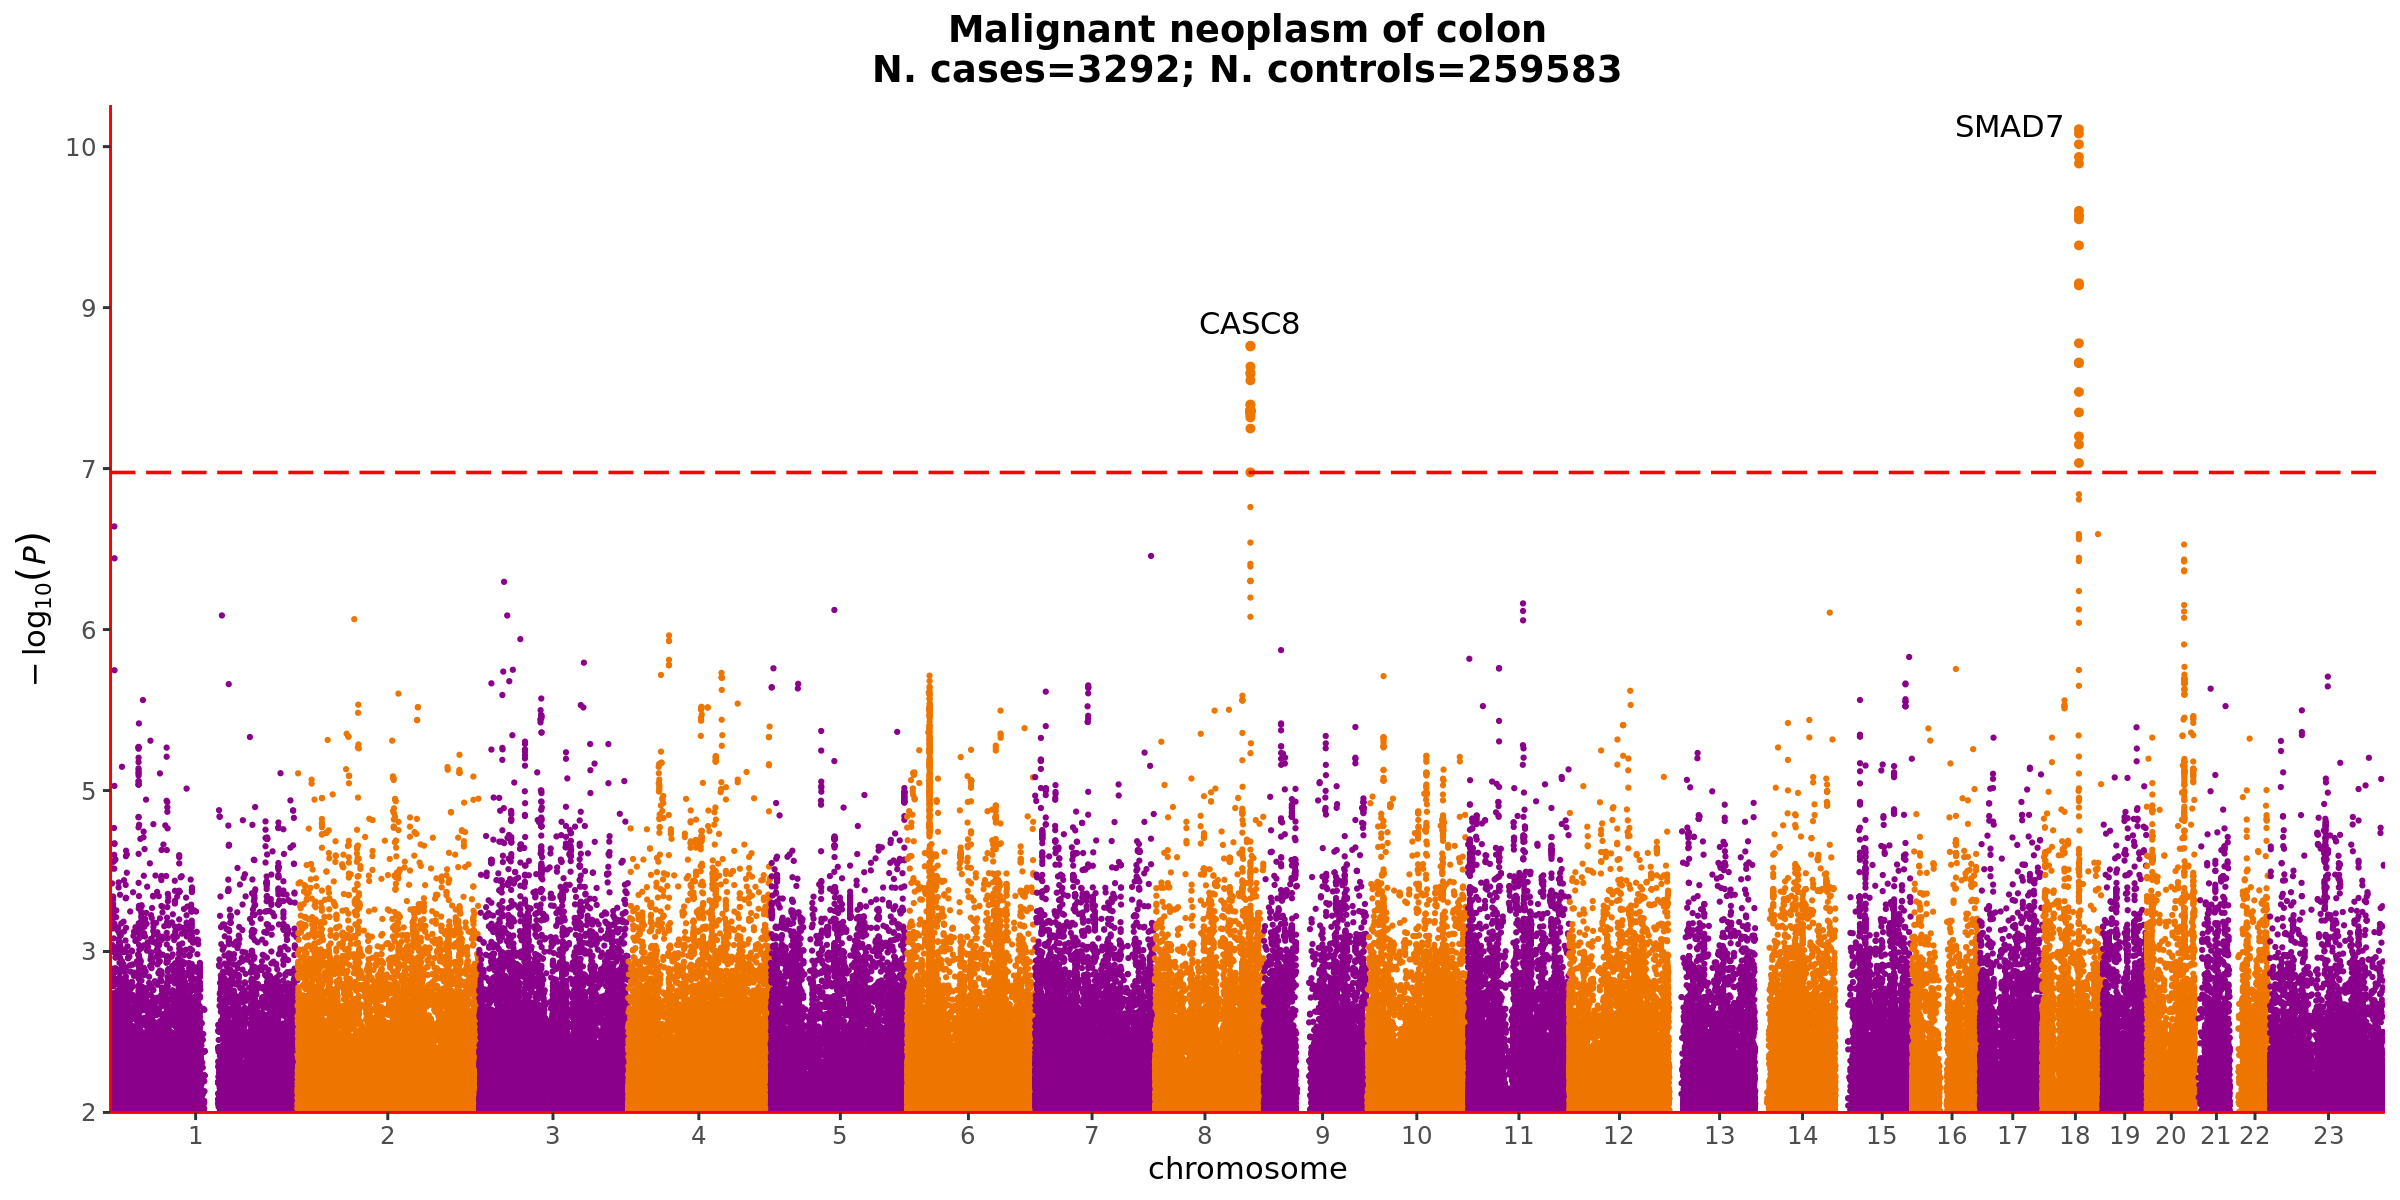 Malignant neoplasm of colon
N. cases=3292; N. controls=259583
SMAD7
CASC8
10
9
7
6
5
3
2
−log₁₀(P)
1 2 3 4 5 6 7 8 9 10 11 12 13 14 15 16 17 18 19 20 21 22 23
chromosome